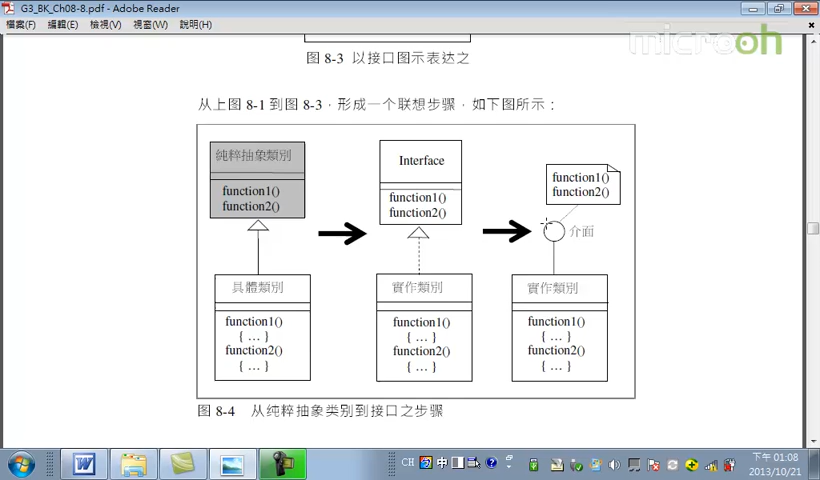 G3_BK_Ch08-8.pdf - Adobe Reader
檔案(F) 編輯(E) 檢視(V) 視窗(W) 說明(H)
microoh
图 8-3 以接口图示表达之
从上图 8-1 到图 8-3，形成一个联想步骤，如下图所示：
純粹抽象類別
function1()
function2()
Interface
function1()
function2()
function1()
function2()
介面
具體類別
function1()
{ … }
function2()
{ … }
實作類別
function1()
{ … }
function2()
{ … }
實作類別
function1()
{ … }
function2()
{ … }
图 8-4 从纯粹抽象类别到接口之步骤
CH 中
下午 01:08
2013/10/21